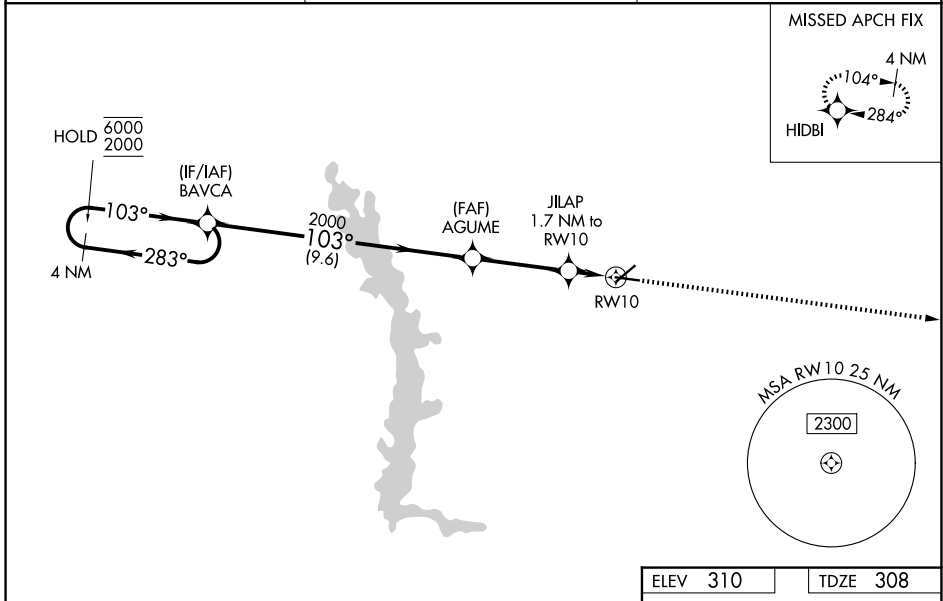 MISSED APCH FIX
4 NM
104°
284°
HIDBI
HOLD 6000
2000
(IF/IAF)
BAVCA
103°
283°
4 NM
2000
103°
(9.6)
(FAF)
AGUME
JILAP
1.7 NM to
RW10
RW10
MSA RW10 25 NM
2300
ELEV 310
TDZE 308